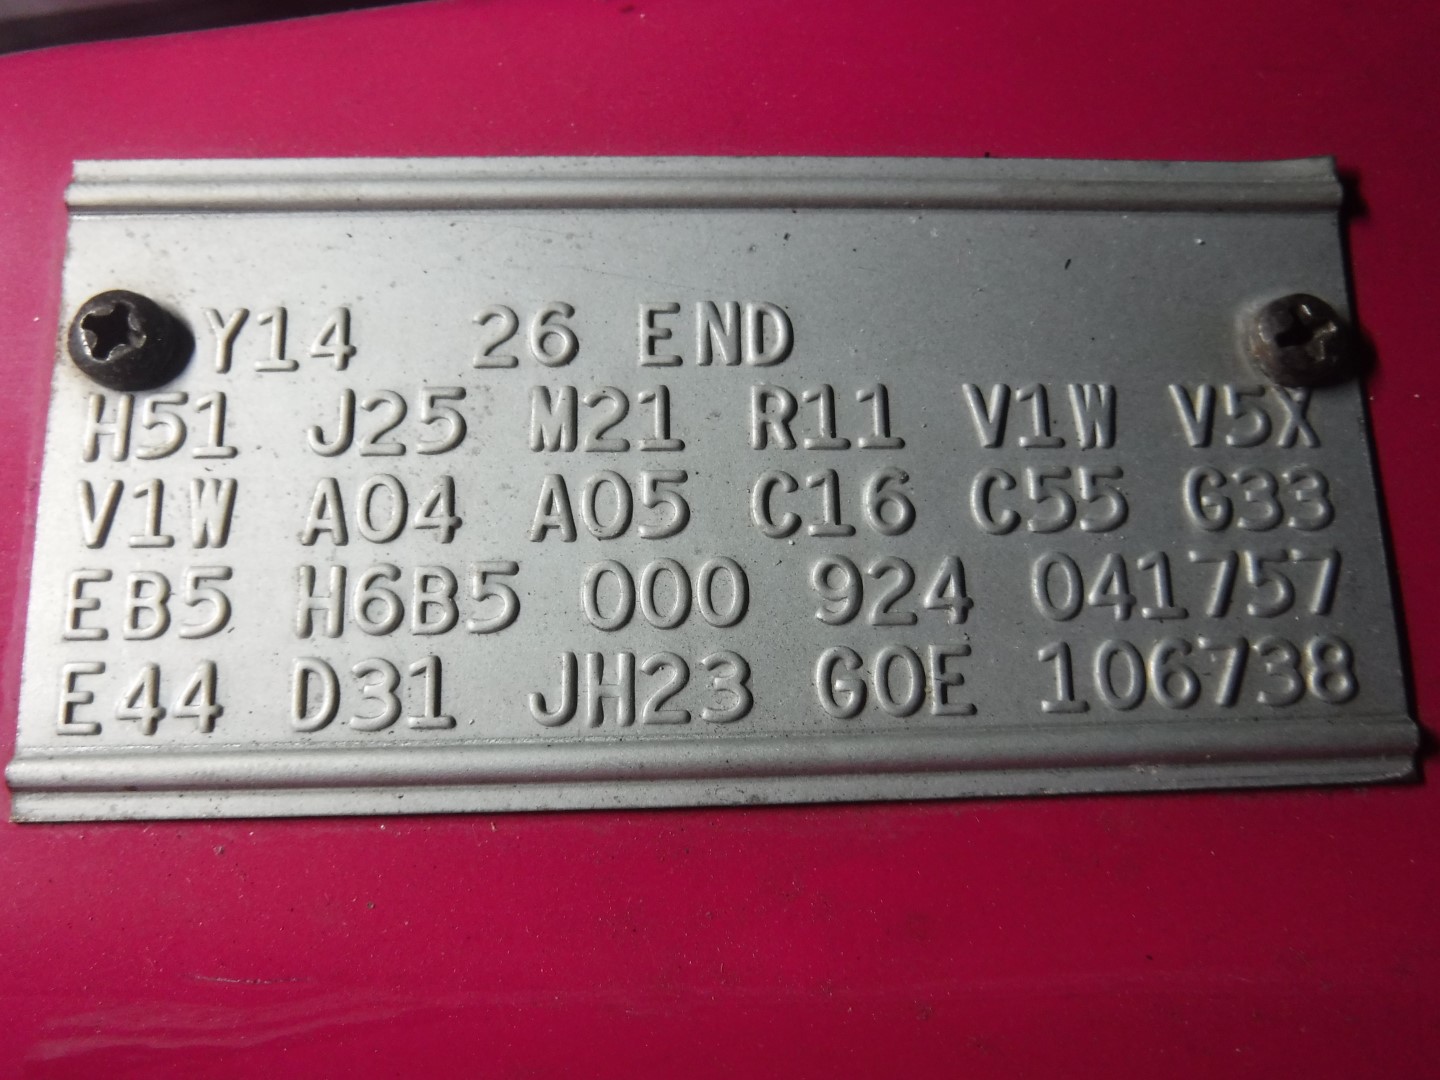 Y14 26 END
H51 J25 M21 R11 V1W V5X
V1W A04 A05 C16 C55 G33
EB5 H6B5 000 924 041757
E44 D31 JH23 G0E 106738